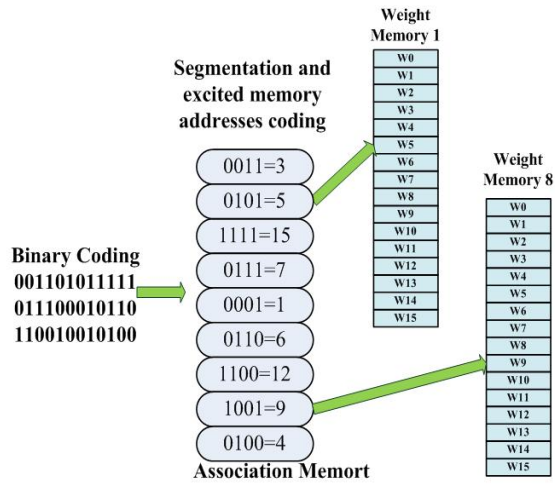 Segmentation and
excited memory
addresses coding
Binary Coding
001101011111
011100010110
110010010100
0011=3
0101=5
1111=15
0111=7
0001=1
0110=6
1100=12
1001=9
0100=4
Association Memort
Weight
Memory 1
W0
W1
W2
W3
W4
W5
W6
W7
W8
W9
W10
W11
W12
W13
W14
W15
Weight
Memory 8
W0
W1
W2
W3
W4
W5
W6
W7
W8
W9
W10
W11
W12
W13
W14
W15